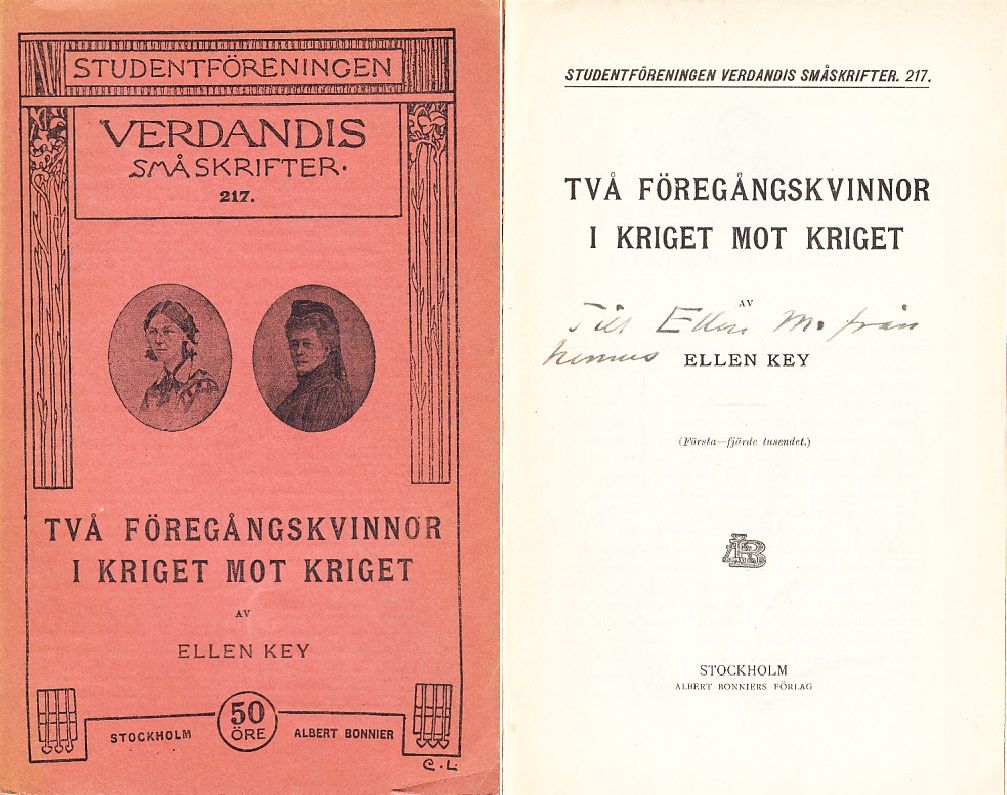 STUDENTFÖRENINGEN
VERDANDIS
SMÅSKRIFTER.
217.
TVÅ FÖREGÅNGSKVINNOR
I KRIGET MOT KRIGET
AV
ELLEN KEY
50
ÖRE
STOCKHOLM
ALBERT BONNIER
C.L.
STUDENTFÖRENINGEN VERDANDIS SMÅSKRIFTER. 217.
TVÅ FÖREGÅNGSKVINNOR
I KRIGET MOT KRIGET
AV
Till Ellen M. från
ELLEN KEY
(Första—fjärde tusendet.)
STOCKHOLM
ALBERT BONNIERS FÖRLAG